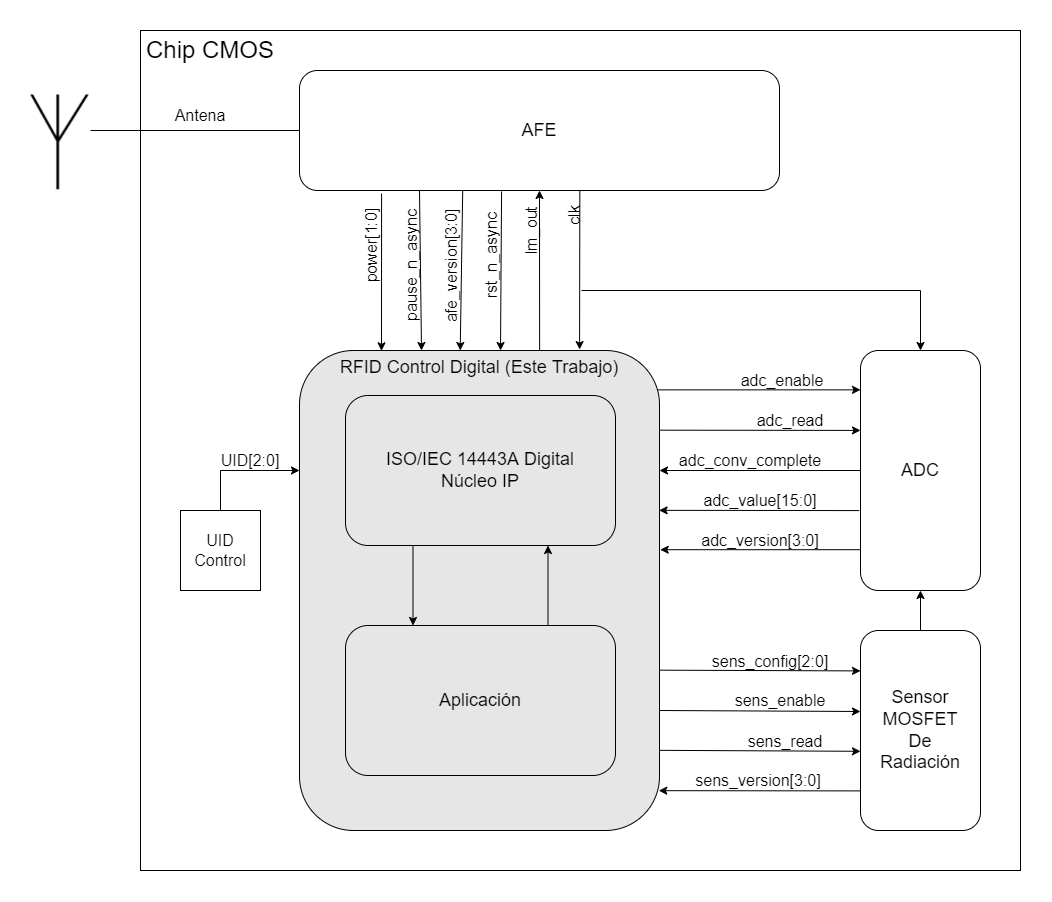 Chip CMOS
Antena
AFE
power[1:0]
pause_n_async
afe_version[3:0]
rst_n_async
lm_out
clk
RFID Control Digital (Este Trabajo)
ISO/IEC 14443A Digital
Núcleo IP
adc_enable
adc_read
adc_conv_complete
adc_value[15:0]
adc_version[3:0]
ADC
UID[2:0]
UID
Control
Aplicación
sens_config[2:0]
sens_enable
sens_read
sens_version[3:0]
Sensor
MOSFET
De
Radiación